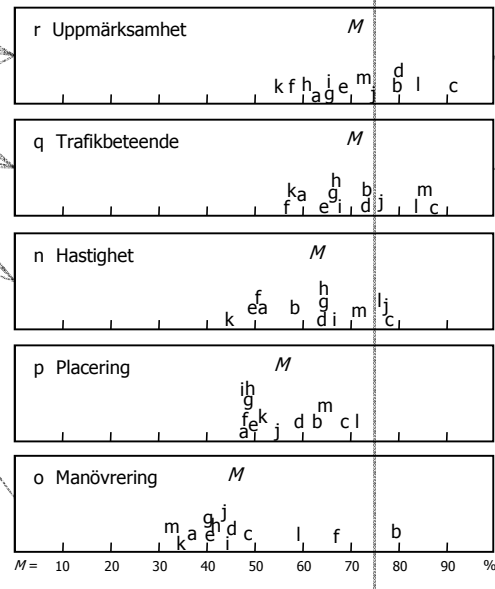 r Uppmärksamhet M
d
k f h i e m b l c
a g j
q Trafikbeteende M
h
k a g b m
f e i d j l c
n Hastighet M
f h l
e a b g m j
k d i c
p Placering M
i h
g m
f e k d b e l
a j
o Manövrering M
g j
m a h d b
k e i c l f
M = 10 20 30 40 50 60 70 80 90 %